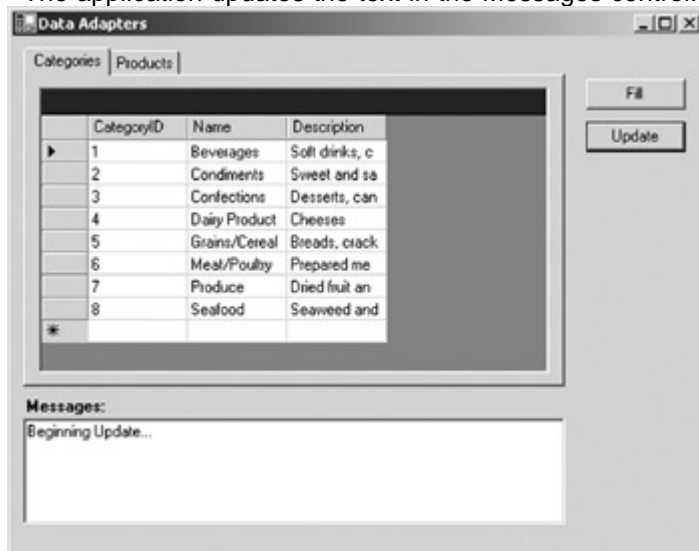 The application updates the text in the Messages control.
Data Adapters
Categories Products
Fill
Update
CategoryID Name Description
1 Beverages Soft drinks, c
2 Condiments Sweet and sa
3 Confections Desserts, can
4 Dairy Product Cheeses
5 Grains/Cereal Breads, crack
6 Meat/Poultry Prepared me
7 Produce Dried fruit an
8 Seafood Seaweed and
Messages:
Beginning Update...